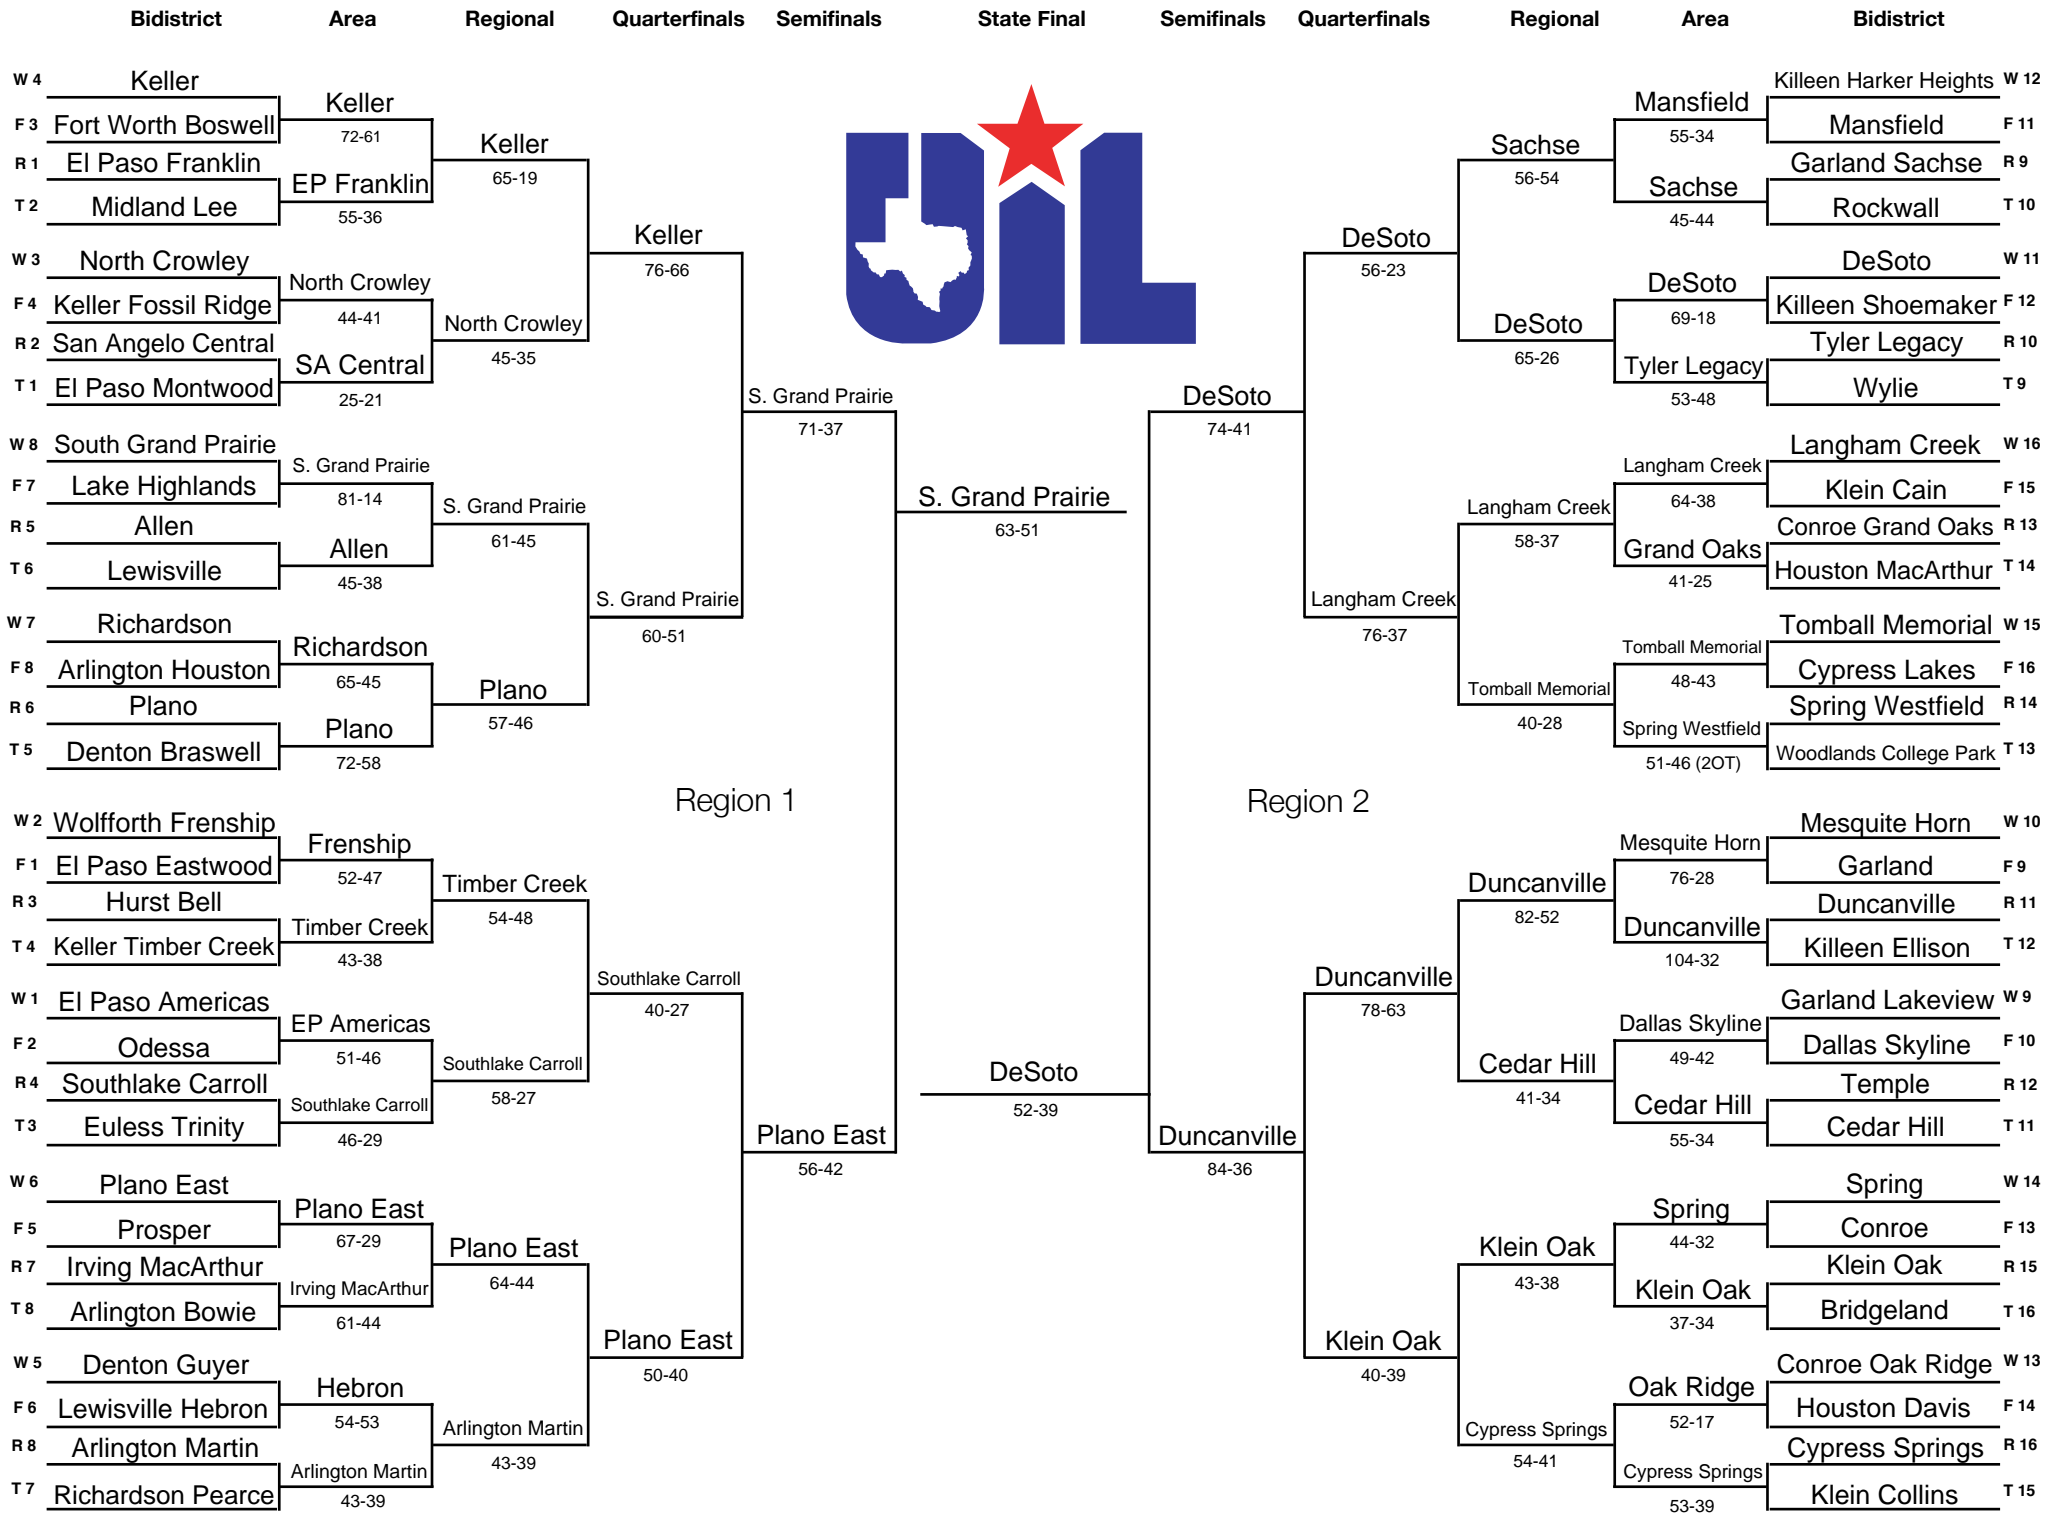 Bidistrict Area Regional Quarterfinals Semifinals State Final Semifinals Quarterfinals Regional Area Bidistrict
W 4 Keller
F 3 Fort Worth Boswell
R 1 El Paso Franklin
T 2 Midland Lee
W 3 North Crowley
F 4 Keller Fossil Ridge
R 2 San Angelo Central
T 1 El Paso Montwood
W 8 South Grand Prairie
F 7 Lake Highlands
R 5 Allen
T 6 Lewisville
W 7 Richardson
F 8 Arlington Houston
R 6 Plano
T 5 Denton Braswell
W 2 Wolfforth Frenship
F 1 El Paso Eastwood
R 3 Hurst Bell
T 4 Keller Timber Creek
W 1 El Paso Americas
F 2 Odessa
R 4 Southlake Carroll
T 3 Euless Trinity
W 6 Plano East
F 5 Prosper
R 7 Irving MacArthur
T 8 Arlington Bowie
W 5 Denton Guyer
F 6 Lewisville Hebron
R 8 Arlington Martin
T 7 Richardson Pearce
Keller
72-61
EP Franklin
55-36
North Crowley
44-41
SA Central
25-21
S. Grand Prairie
81-14
Allen
45-38
Richardson
65-45
Plano
72-58
Frenship
52-47
Timber Creek
43-38
EP Americas
51-46
Southlake Carroll
46-29
Plano East
67-29
Irving MacArthur
61-44
Hebron
54-53
Arlington Martin
43-39
Keller
65-19
North Crowley
45-35
S. Grand Prairie
61-45
Plano
57-46
Timber Creek
54-48
Southlake Carroll
58-27
Plano East
64-44
Arlington Martin
43-39
Keller
76-66
S. Grand Prairie
60-51
Southlake Carroll
40-27
Plano East
50-40
Region 1
S. Grand Prairie
71-37
Plano East
56-42
UIL
S. Grand Prairie
63-51
DeSoto
52-39
DeSoto
74-41
Duncanville
84-36
Region 2
DeSoto
56-23
Langham Creek
76-37
Duncanville
78-63
Klein Oak
40-39
Sachse
56-54
DeSoto
65-26
Langham Creek
58-37
Tomball Memorial
40-28
Duncanville
82-52
Cedar Hill
41-34
Klein Oak
43-38
Cypress Springs
54-41
Mansfield
55-34
Sachse
45-44
DeSoto
69-18
Tyler Legacy
53-48
Langham Creek
64-38
Grand Oaks
41-25
Tomball Memorial
48-43
Spring Westfield
51-46 (2OT)
Mesquite Horn
76-28
Duncanville
104-32
Dallas Skyline
49-42
Cedar Hill
55-34
Spring
44-32
Klein Oak
37-34
Oak Ridge
52-17
Cypress Springs
53-39
Killeen Harker Heights W 12
Mansfield F 11
Garland Sachse R 9
Rockwall T 10
DeSoto W 11
Killeen Shoemaker F 12
Tyler Legacy R 10
Wylie T 9
Langham Creek W 16
Klein Cain F 15
Conroe Grand Oaks R 13
Houston MacArthur T 14
Tomball Memorial W 15
Cypress Lakes F 16
Spring Westfield R 14
Woodlands College Park T 13
Mesquite Horn W 10
Garland F 9
Duncanville R 11
Killeen Ellison T 12
Garland Lakeview W 9
Dallas Skyline F 10
Temple R 12
Cedar Hill T 11
Spring W 14
Conroe F 13
Klein Oak R 15
Bridgeland T 16
Conroe Oak Ridge W 13
Houston Davis F 14
Cypress Springs R 16
Klein Collins T 15